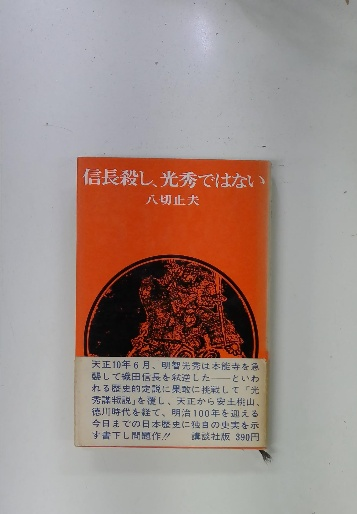 信長殺し、光秀ではない
八切止夫
天正10年6月、明智光秀は本能寺を急
襲して織田信長を弑逆した――といわ
れる歴史的定説に果敢に挑戦して「光
秀謀叛説」を覆し、天正から安土桃山、
徳川時代を経て、明治100年を迎える
今日までの日本歴史に独自の史実を示
す書下し問題作!! 講談社版 390円